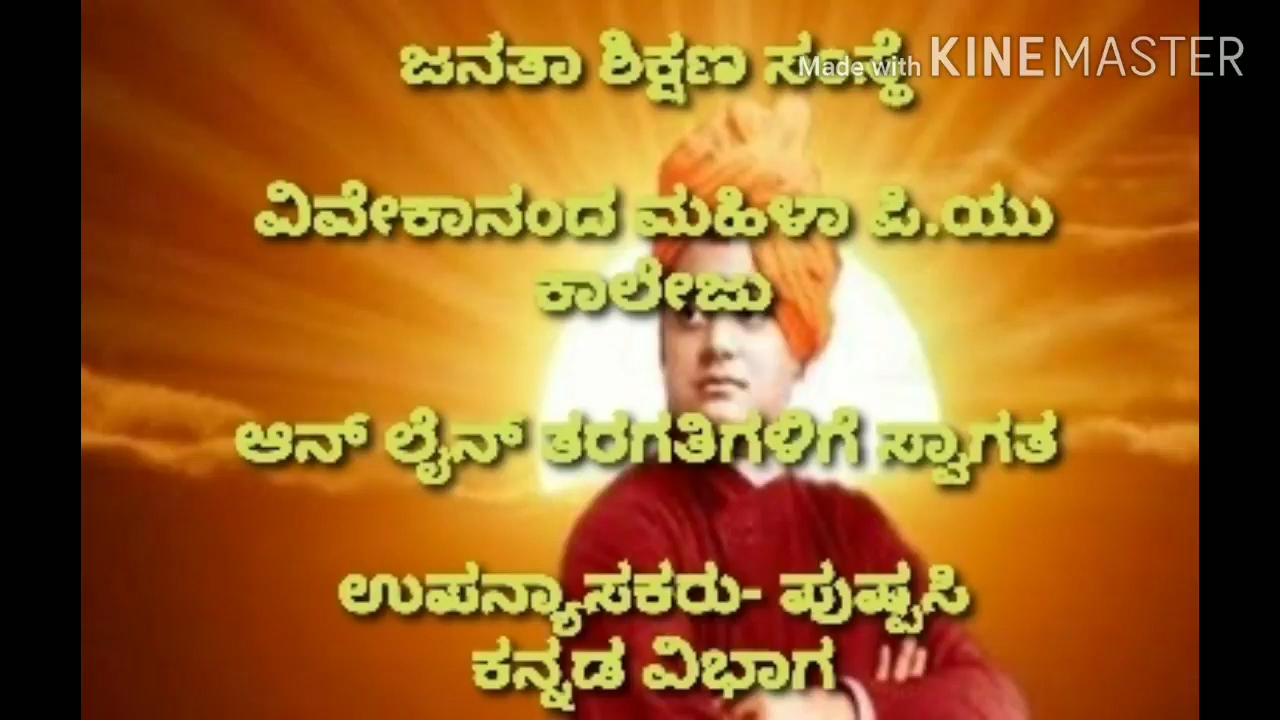 ಜನತಾ ಶಿಕ್ಷಣ ಸಂಸ್ಥೆ
Made with KINEMASTER
ವಿವೇಕಾನಂದ ಮಹಿಳಾ ಪಿ.ಯು
ಕಾಲೇಜು
ಆನ್ ಲೈನ್ ತರಗತಿಗಳಿಗೆ ಸ್ವಾಗತ
ಉಪನ್ಯಾಸಕರು- ಪುಷ್ಪಸಿ
ಕನ್ನಡ ವಿಭಾಗ